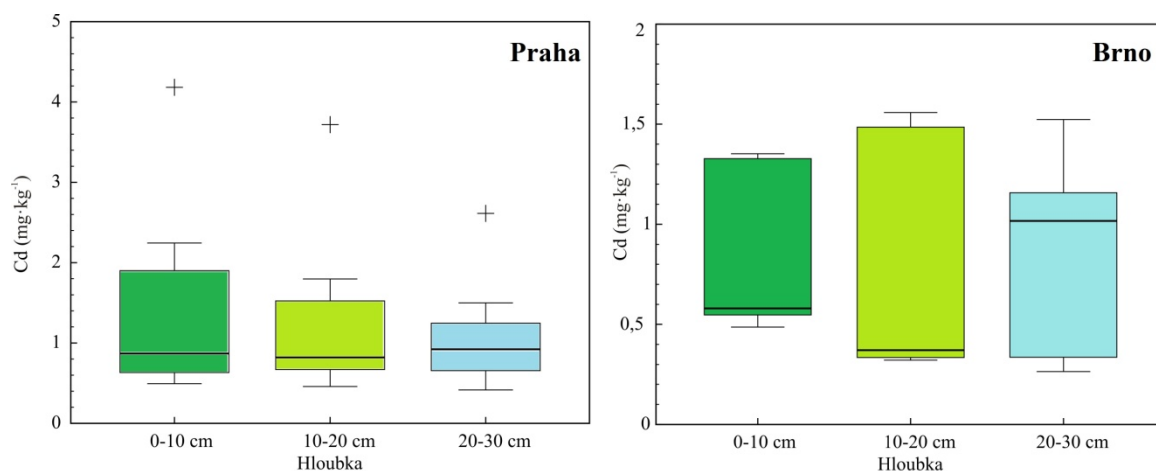 Praha
Cd (mg·kg⁻¹)
5
4
3
2
1
0
0-10 cm
10-20 cm
20-30 cm
Hloubka
Brno
Cd (mg·kg⁻¹)
2
1,5
1
0,5
0
0-10 cm
10-20 cm
20-30 cm
Hloubka